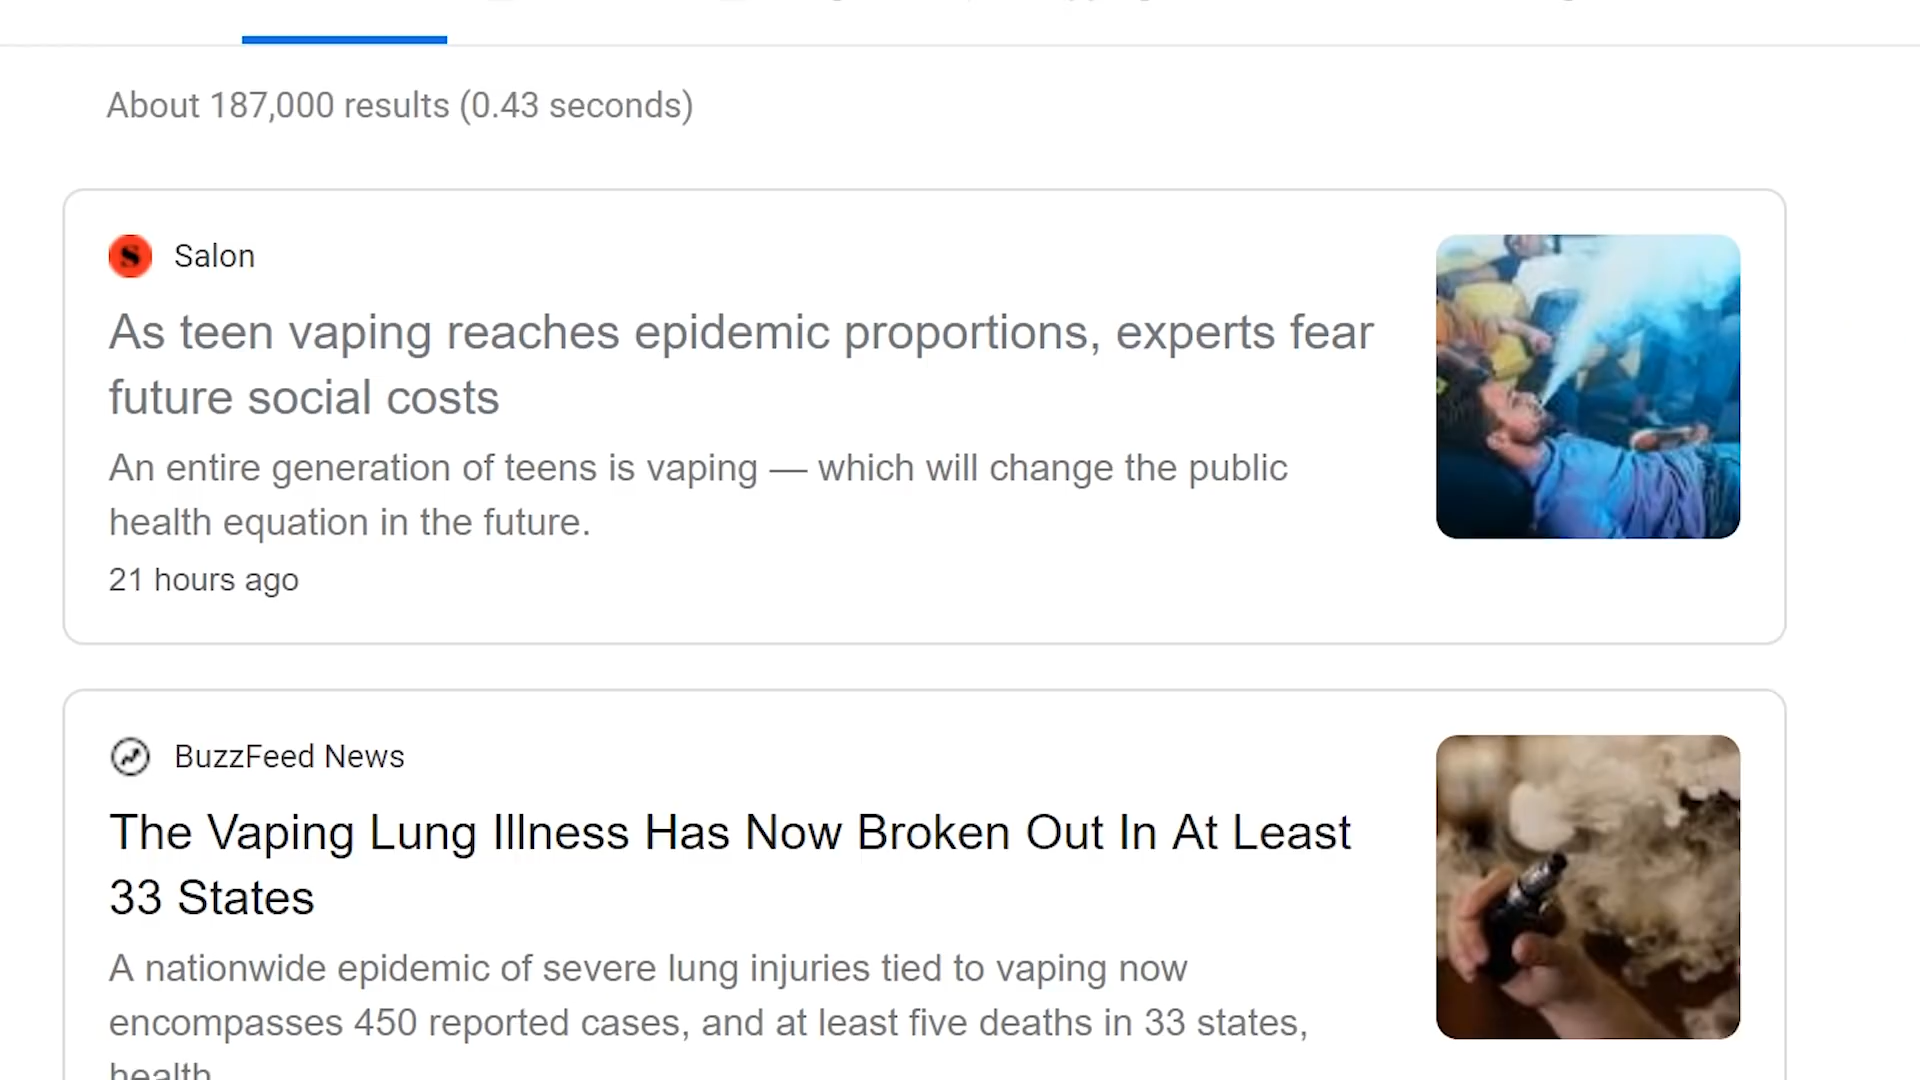 About 187,000 results (0.43 seconds)
S Salon
As teen vaping reaches epidemic proportions, experts fear
future social costs
An entire generation of teens is vaping — which will change the public
health equation in the future.
21 hours ago
BuzzFeed News
The Vaping Lung Illness Has Now Broken Out In At Least
33 States
A nationwide epidemic of severe lung injuries tied to vaping now
encompasses 450 reported cases, and at least five deaths in 33 states,
health